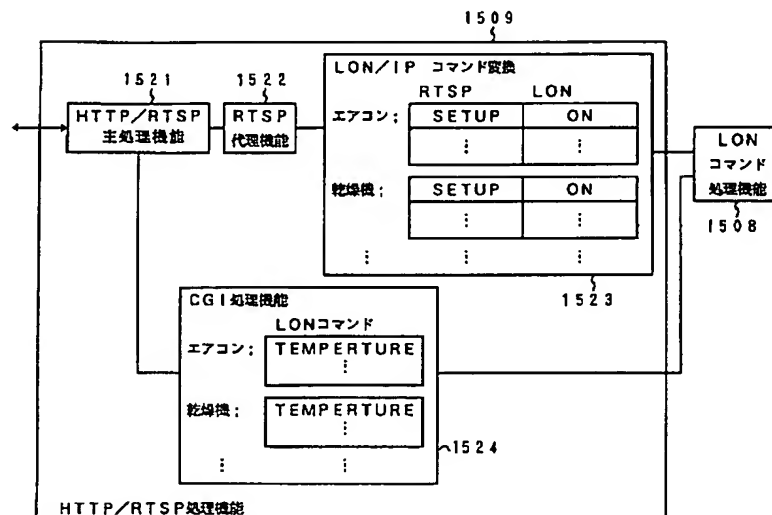 1509
1521
HTTP/RTSP
主処理機能
1522
RTSP
代理機能
LON/IP コマンド変換
RTSP LON
エアコン; SETUP ON
⋮ ⋮
乾燥機; SETUP ON
⋮ ⋮
⋮ ⋮ ⋮
1523
LON
コマンド
処理機能
1508
CGI処理機能
LONコマンド
エアコン; TEMPERTURE
⋮
乾燥機; TEMPERTURE
⋮
⋮ ⋮
1524
HTTP/RTSP処理機能